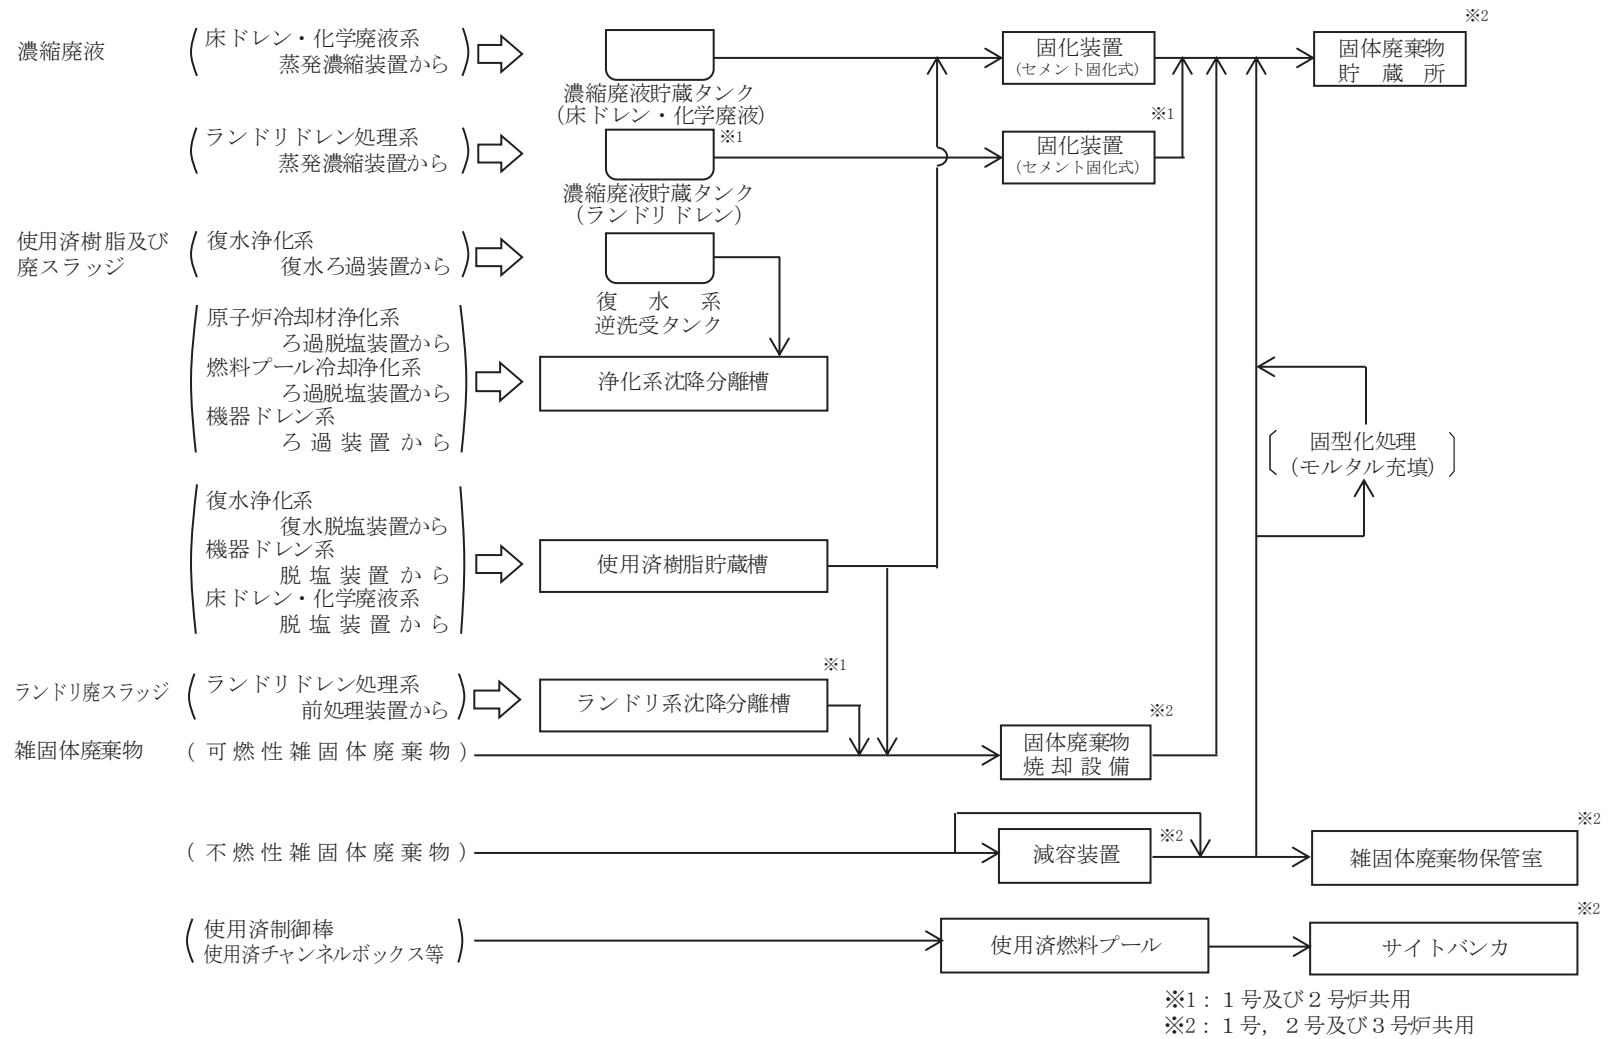 ※2
濃縮廃液
床ドレン・化学廃液系
蒸発濃縮装置から
固化装置
(セメント固化式)
固体廃棄物
貯 蔵 所
濃縮廃液貯蔵タンク
(床ドレン・化学廃液)
※1
ランドリドレン処理系
蒸発濃縮装置から
※1
固化装置
(セメント固化式)
濃縮廃液貯蔵タンク
(ランドリドレン)
使用済樹脂及び
廃スラッジ
復水浄化系
復水ろ過装置から
復 水 系
逆洗受タンク
原子炉冷却材浄化系
ろ過脱塩装置から
燃料プール冷却浄化系
ろ過脱塩装置から
機器ドレン系
ろ過装置から
浄化系沈降分離槽
固型化処理
(モルタル充填)
復水浄化系
復水脱塩装置から
機器ドレン系
脱塩装置から
床ドレン・化学廃液系
脱塩装置から
使用済樹脂貯蔵槽
ランドリ廃スラッジ
ランドリドレン処理系
前処理装置から
※1
ランドリ系沈降分離槽
雑固体廃棄物
(可燃性雑固体廃棄物)
※2
固体廃棄物
焼却設備
(不燃性雑固体廃棄物)
減容装置
※2
※2
雑固体廃棄物保管室
使用済制御棒
使用済チャンネルボックス等
使用済燃料プール
※2
サイトバンカ
※1：１号及び２号炉共用
※2：１号，２号及び３号炉共用